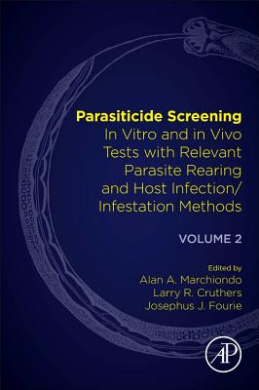 Parasiticide Screening
In Vitro and in Vivo
Tests with Relevant
Parasite Rearing
and Host Infection/
Infestation Methods
VOLUME 2
Edited by
Alan A. Marchiondo
Larry R. Cruthers
Josephus J. Fourie
AP